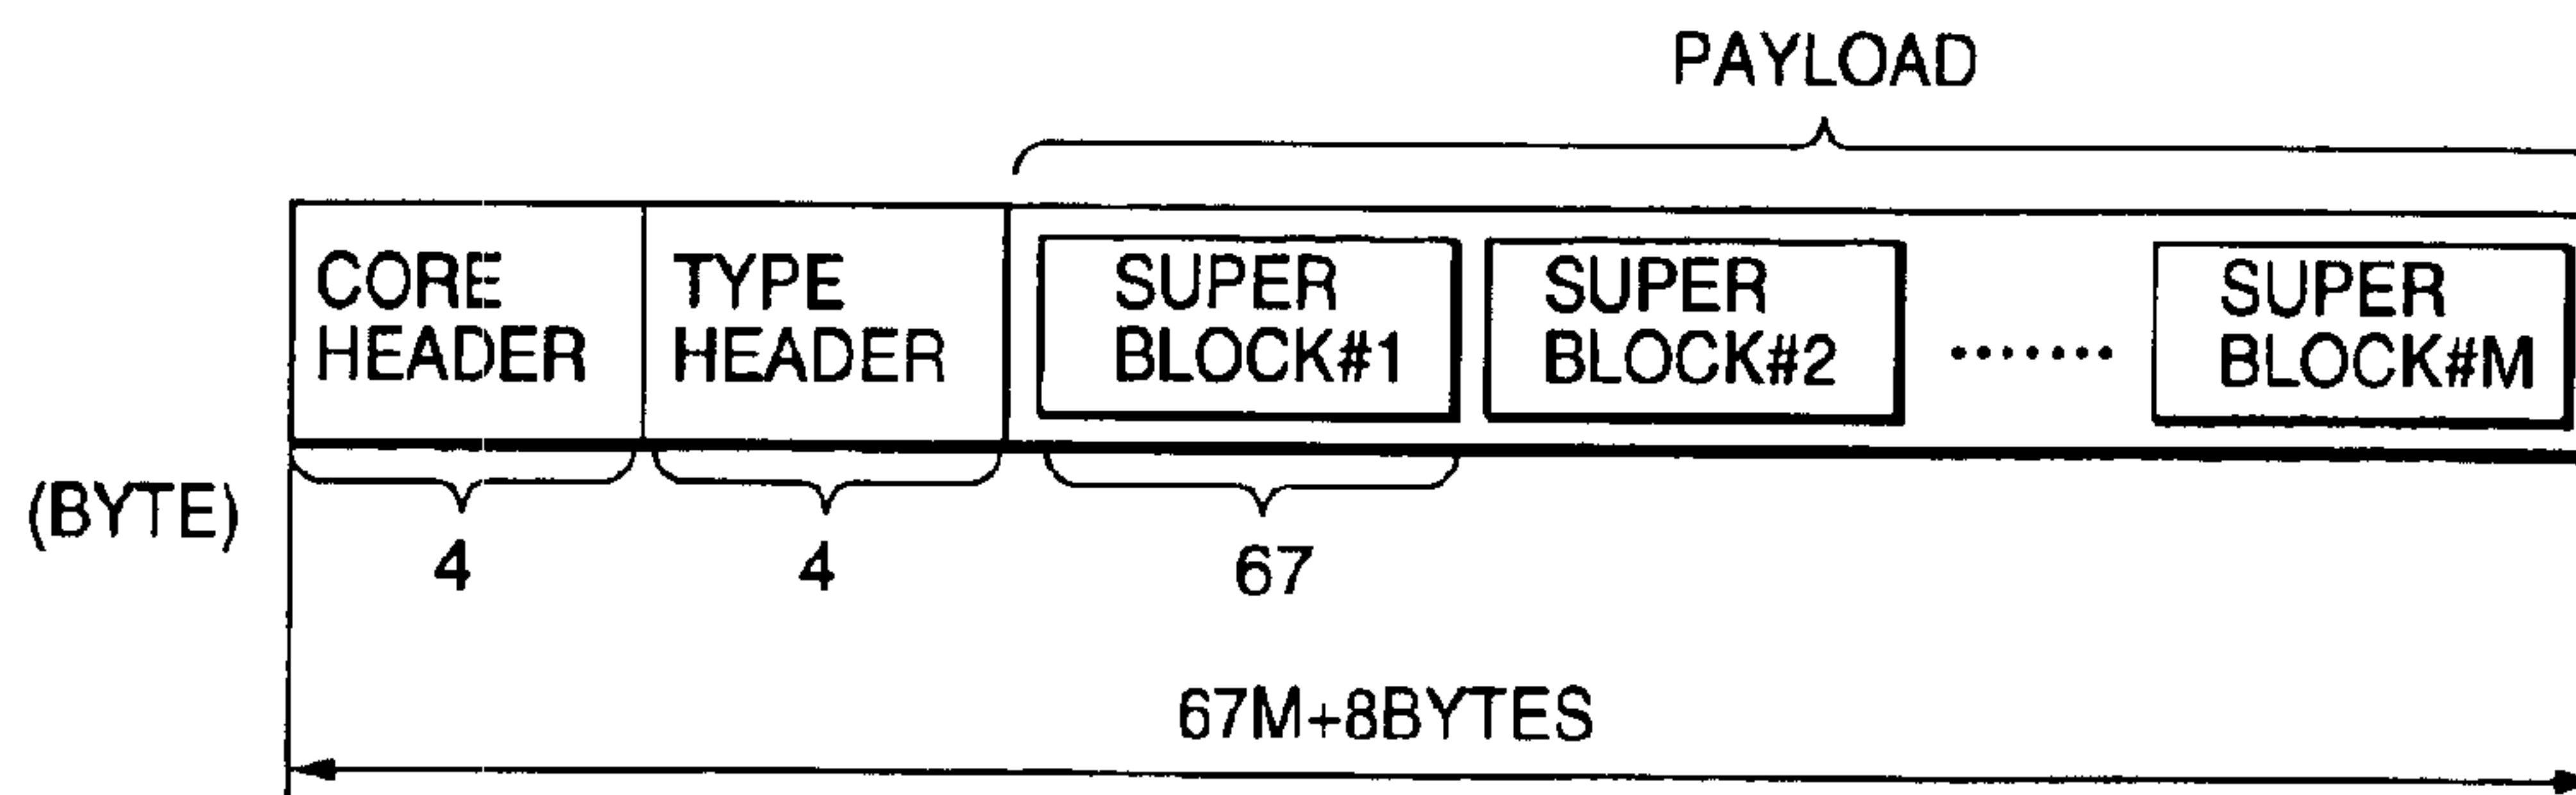 PAYLOAD
CORE
HEADER
TYPE
HEADER
SUPER
BLOCK#1
SUPER
BLOCK#2
.......
SUPER
BLOCK#M
(BYTE)
4
4
67
67M+8BYTES